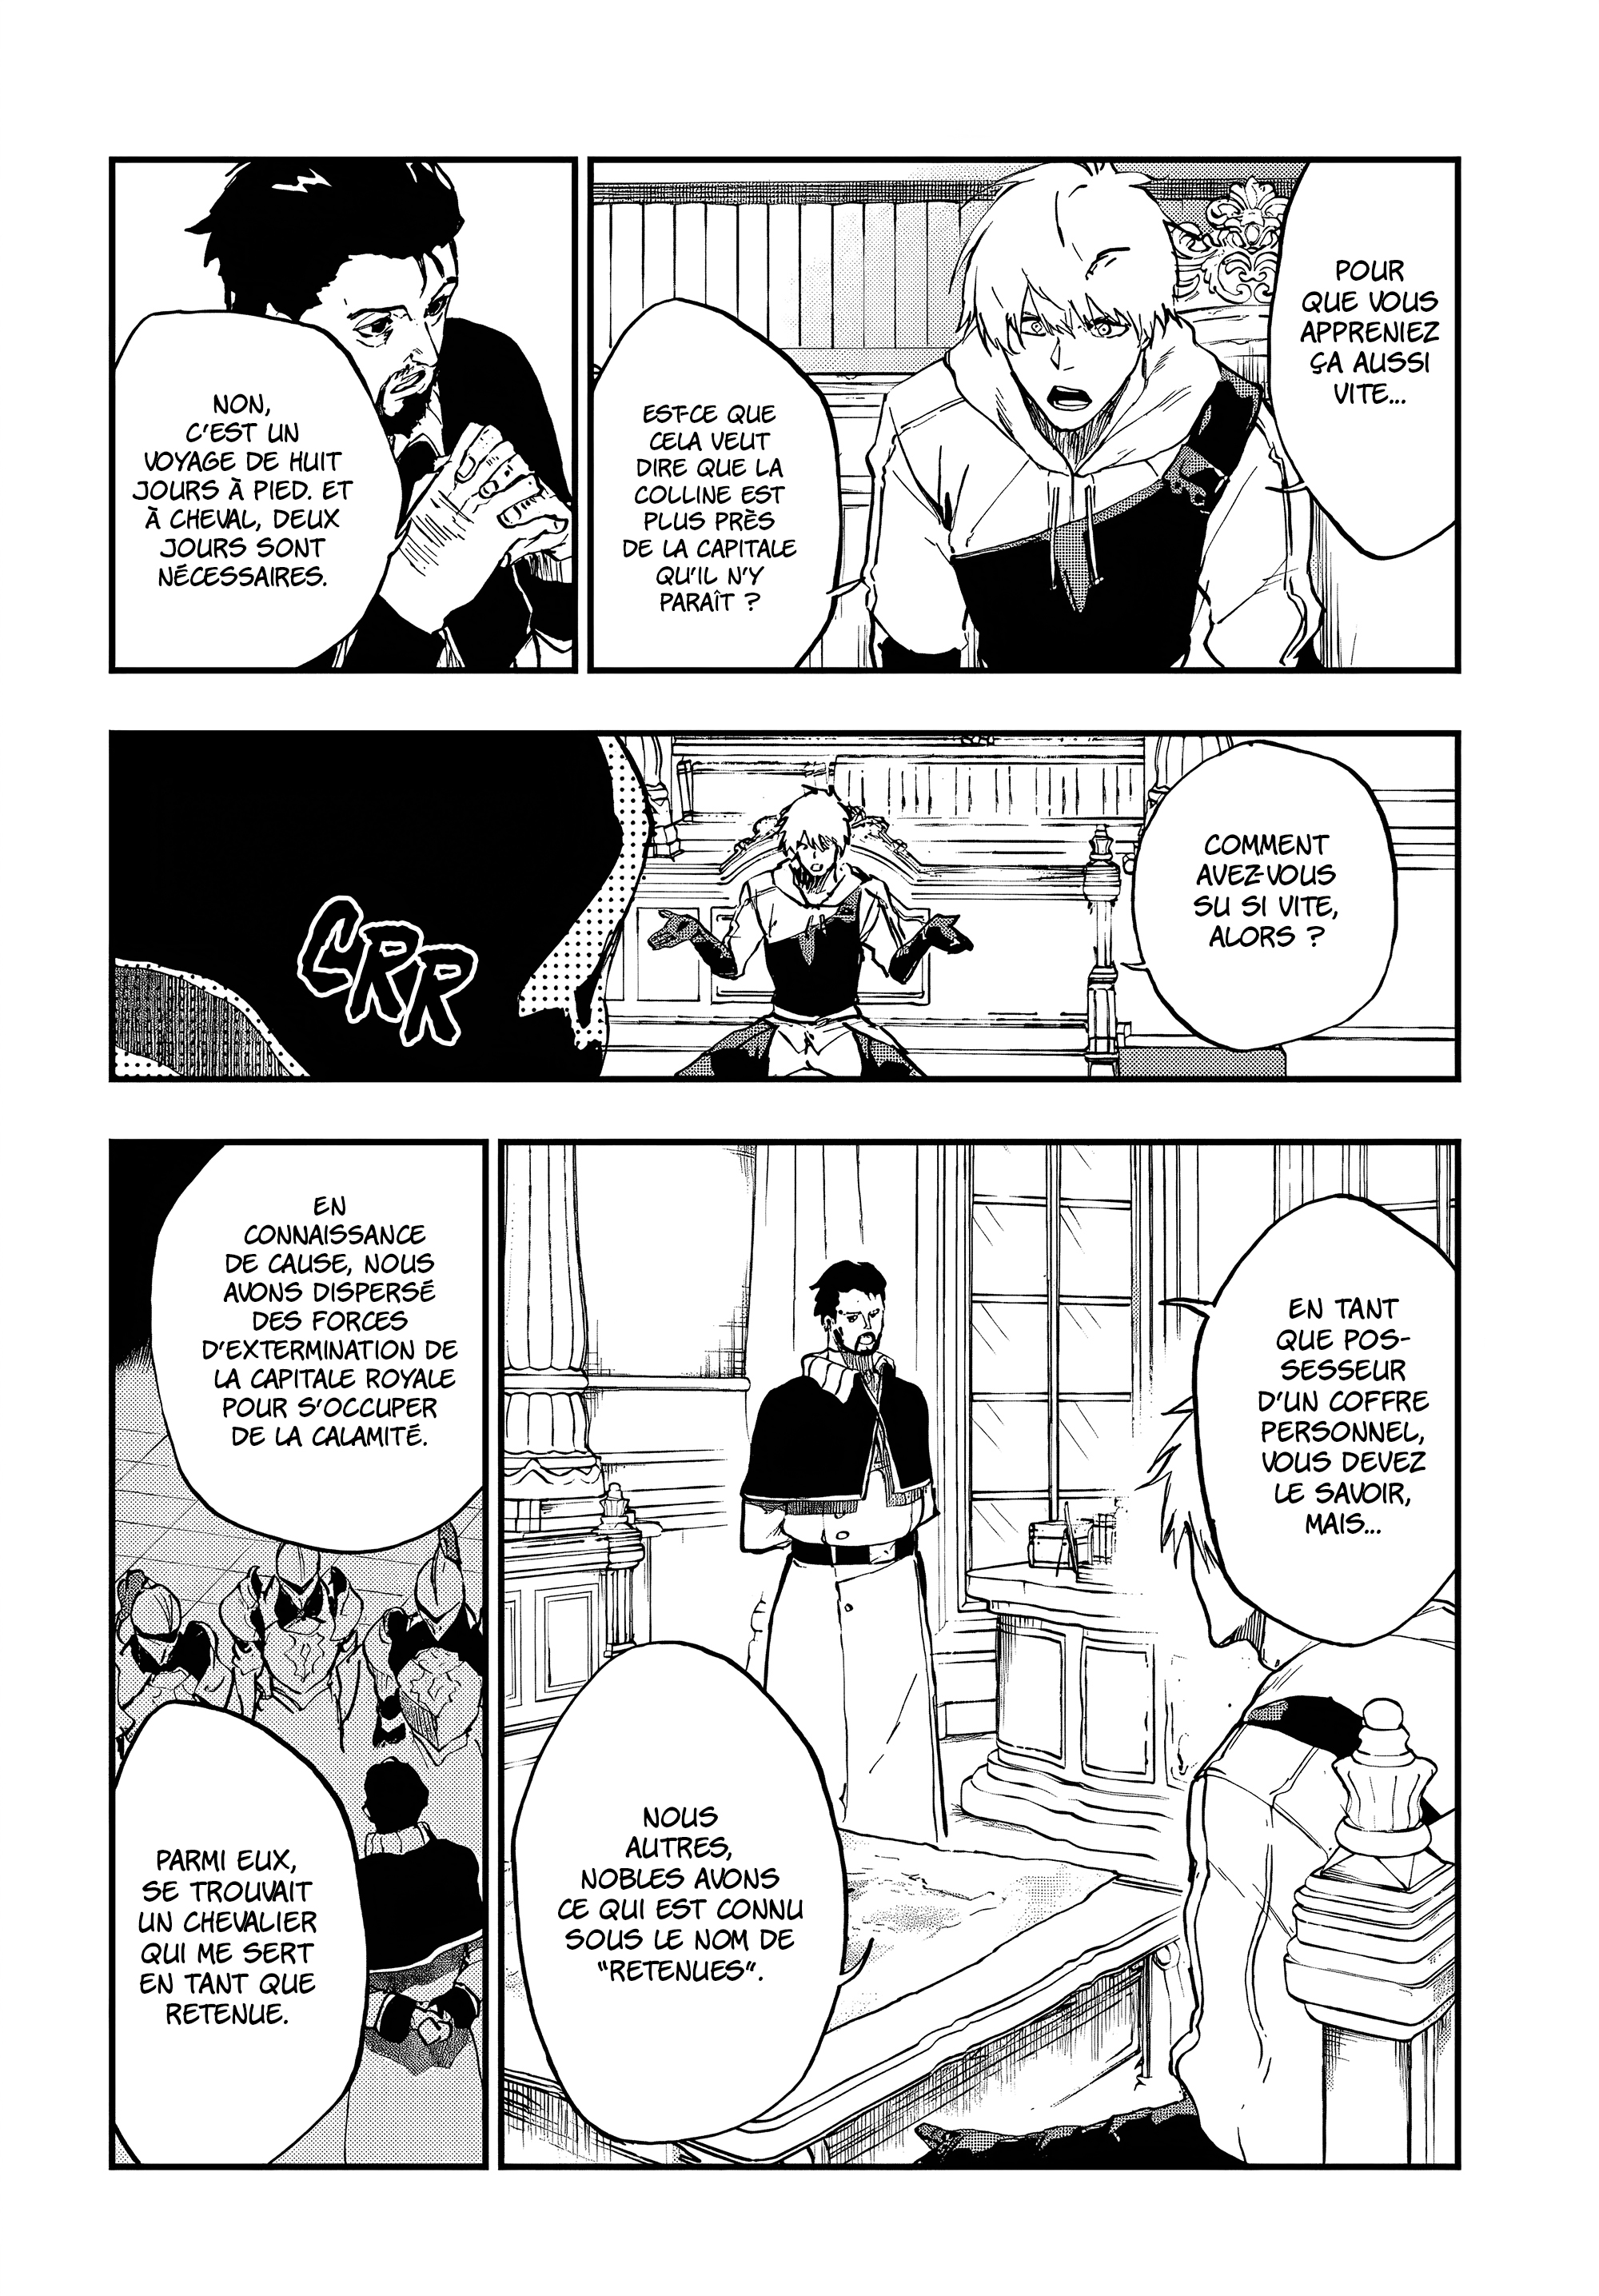 POUR
QUE VOUS
APPRENIEZ
ÇA AUSSI
VITE...
EST-CE QUE
CELA VEUT
DIRE QUE LA
COLLINE EST
PLUS PRÈS
DE LA CAPITALE
QU'IL N'Y
PARAÎT ?
NON,
C'EST UN
VOYAGE DE HUIT
JOURS À PIED. ET
À CHEVAL, DEUX
JOURS SONT
NÉCESSAIRES.
COMMENT
AVEZ-VOUS
SU SI VITE,
ALORS ?
CRR
EN TANT
QUE POS-
SESSEUR
D'UN COFFRE
PERSONNEL,
VOUS DEVEZ
LE SAVOIR,
MAIS...
NOUS
AUTRES,
NOBLES AVONS
CE QUI EST CONNU
SOUS LE NOM DE
"RETENUES".
EN
CONNAISSANCE
DE CAUSE, NOUS
AVONS DISPERSÉ
DES FORCES
D'EXTERMINATION DE
LA CAPITALE ROYALE
POUR S'OCCUPER
DE LA CALAMITÉ.
PARMI EUX,
SE TROUVAIT
UN CHEVALIER
QUI ME SERT
EN TANT QUE
RETENUE.